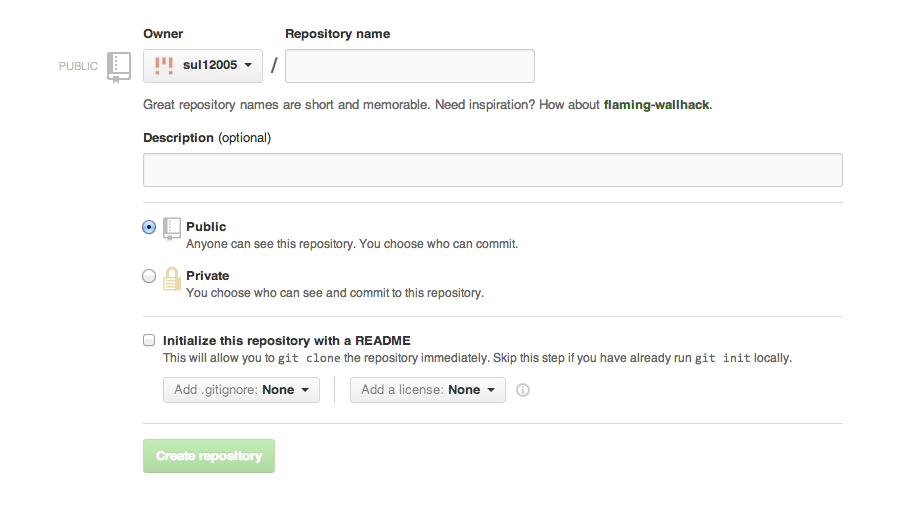 Owner Repository name
PUBLIC sul12005 /
Great repository names are short and memorable. Need inspiration? How about flaming-wallhack.
Description (optional)
Public
Anyone can see this repository. You choose who can commit.
Private
You choose who can see and commit to this repository.
Initialize this repository with a README
This will allow you to git clone the repository immediately. Skip this step if you have already run git init locally.
Add .gitignore: None Add a license: None
Create repository